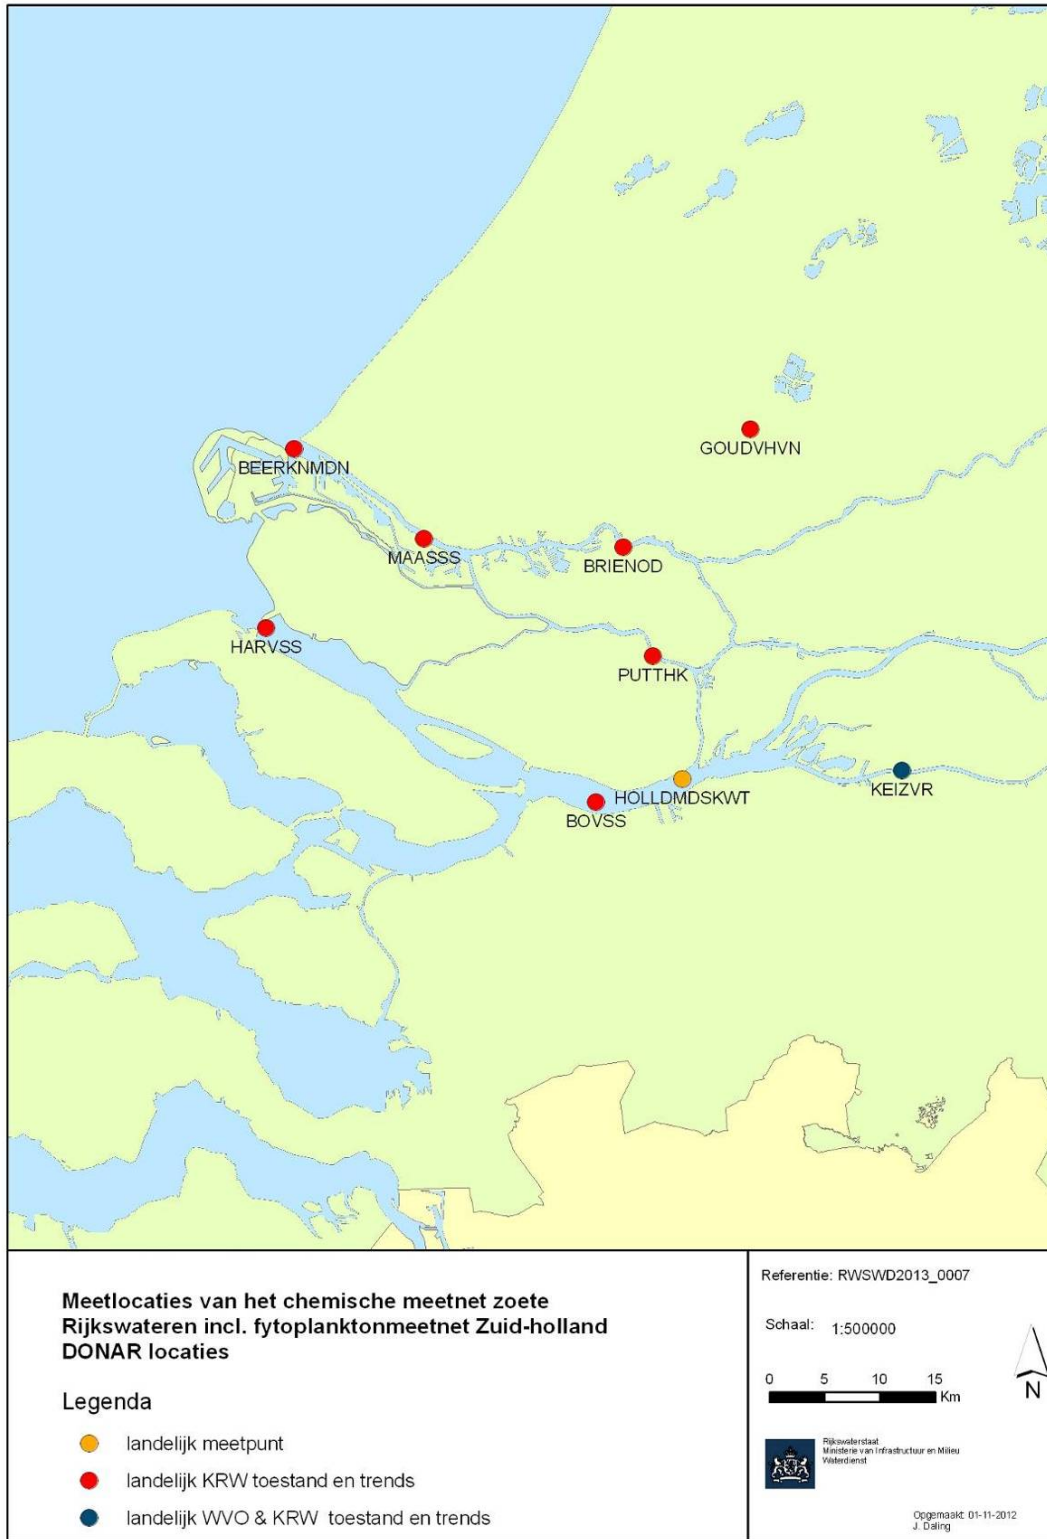 BEERKNMDN
GOUDVHVN
MAASSS
BRIENOD
HARVSS
PUTTHK
KEIZVR
HOLLDMDSKWT
BOVSS
Meetlocaties van het chemische meetnet zoete
Rijkswateren incl. fytoplanktonmeetnet Zuid-holland
DONAR locaties
Legenda
landelijk meetpunt
landelijk KRW toestand en trends
landelijk WVO & KRW toestand en trends
Referentie: RWSWD2013_0007
Schaal: 1:500000
0 5 10 15
Km
N
Rijkswaterstaat
Ministerie van Infrastructuur en Milieu
Waterdienst
Opgemaakt: 01-11-2012
J. Daling